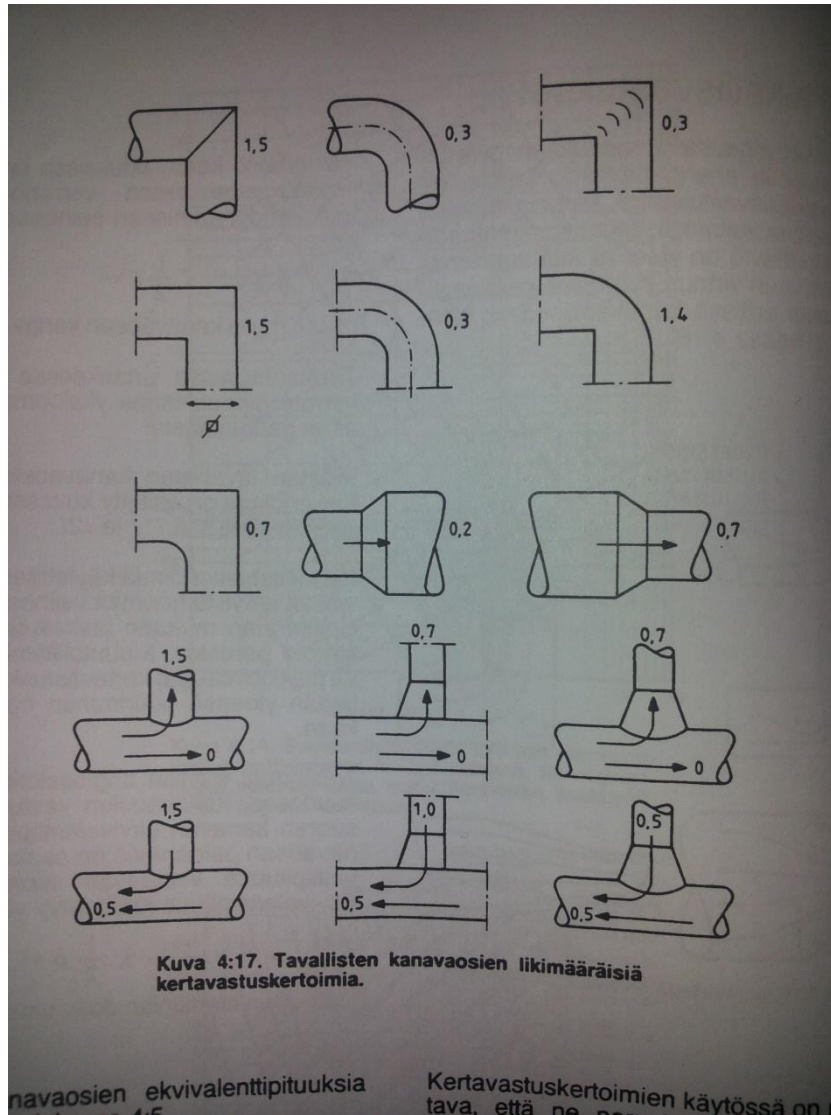 1,5 0,3 0,3
1,5 0,3 1,4
0,7 0,2 0,7
1,5 0,7 0,7
0 0 0
1,5 1,0 0,5
0,5 0,5 0,5
Kuva 4:17. Tavallisten kanavaosien likimääräisiä
kertavastuskertoimia.
navaosien ekvivalenttipituuksia
Kertavastuskertoimien käytössä on
tava, että ne